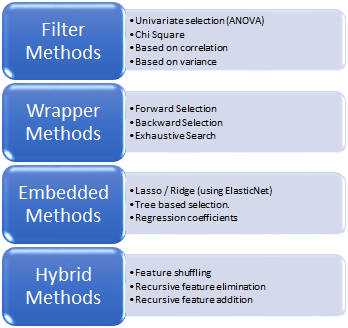 Filter
Methods
• Univariate selection (ANOVA)
• Chi Square
• Based on correlation
• Based on variance
Wrapper
Methods
• Forward Selection
• Backward Selection
• Exhaustive Search
Embedded
Methods
• Lasso / Ridge (using ElasticNet)
• Tree based selection.
• Regression coefficients
Hybrid
Methods
• Feature shuffling
• Recursive feature elimination
• Recursive feature addition